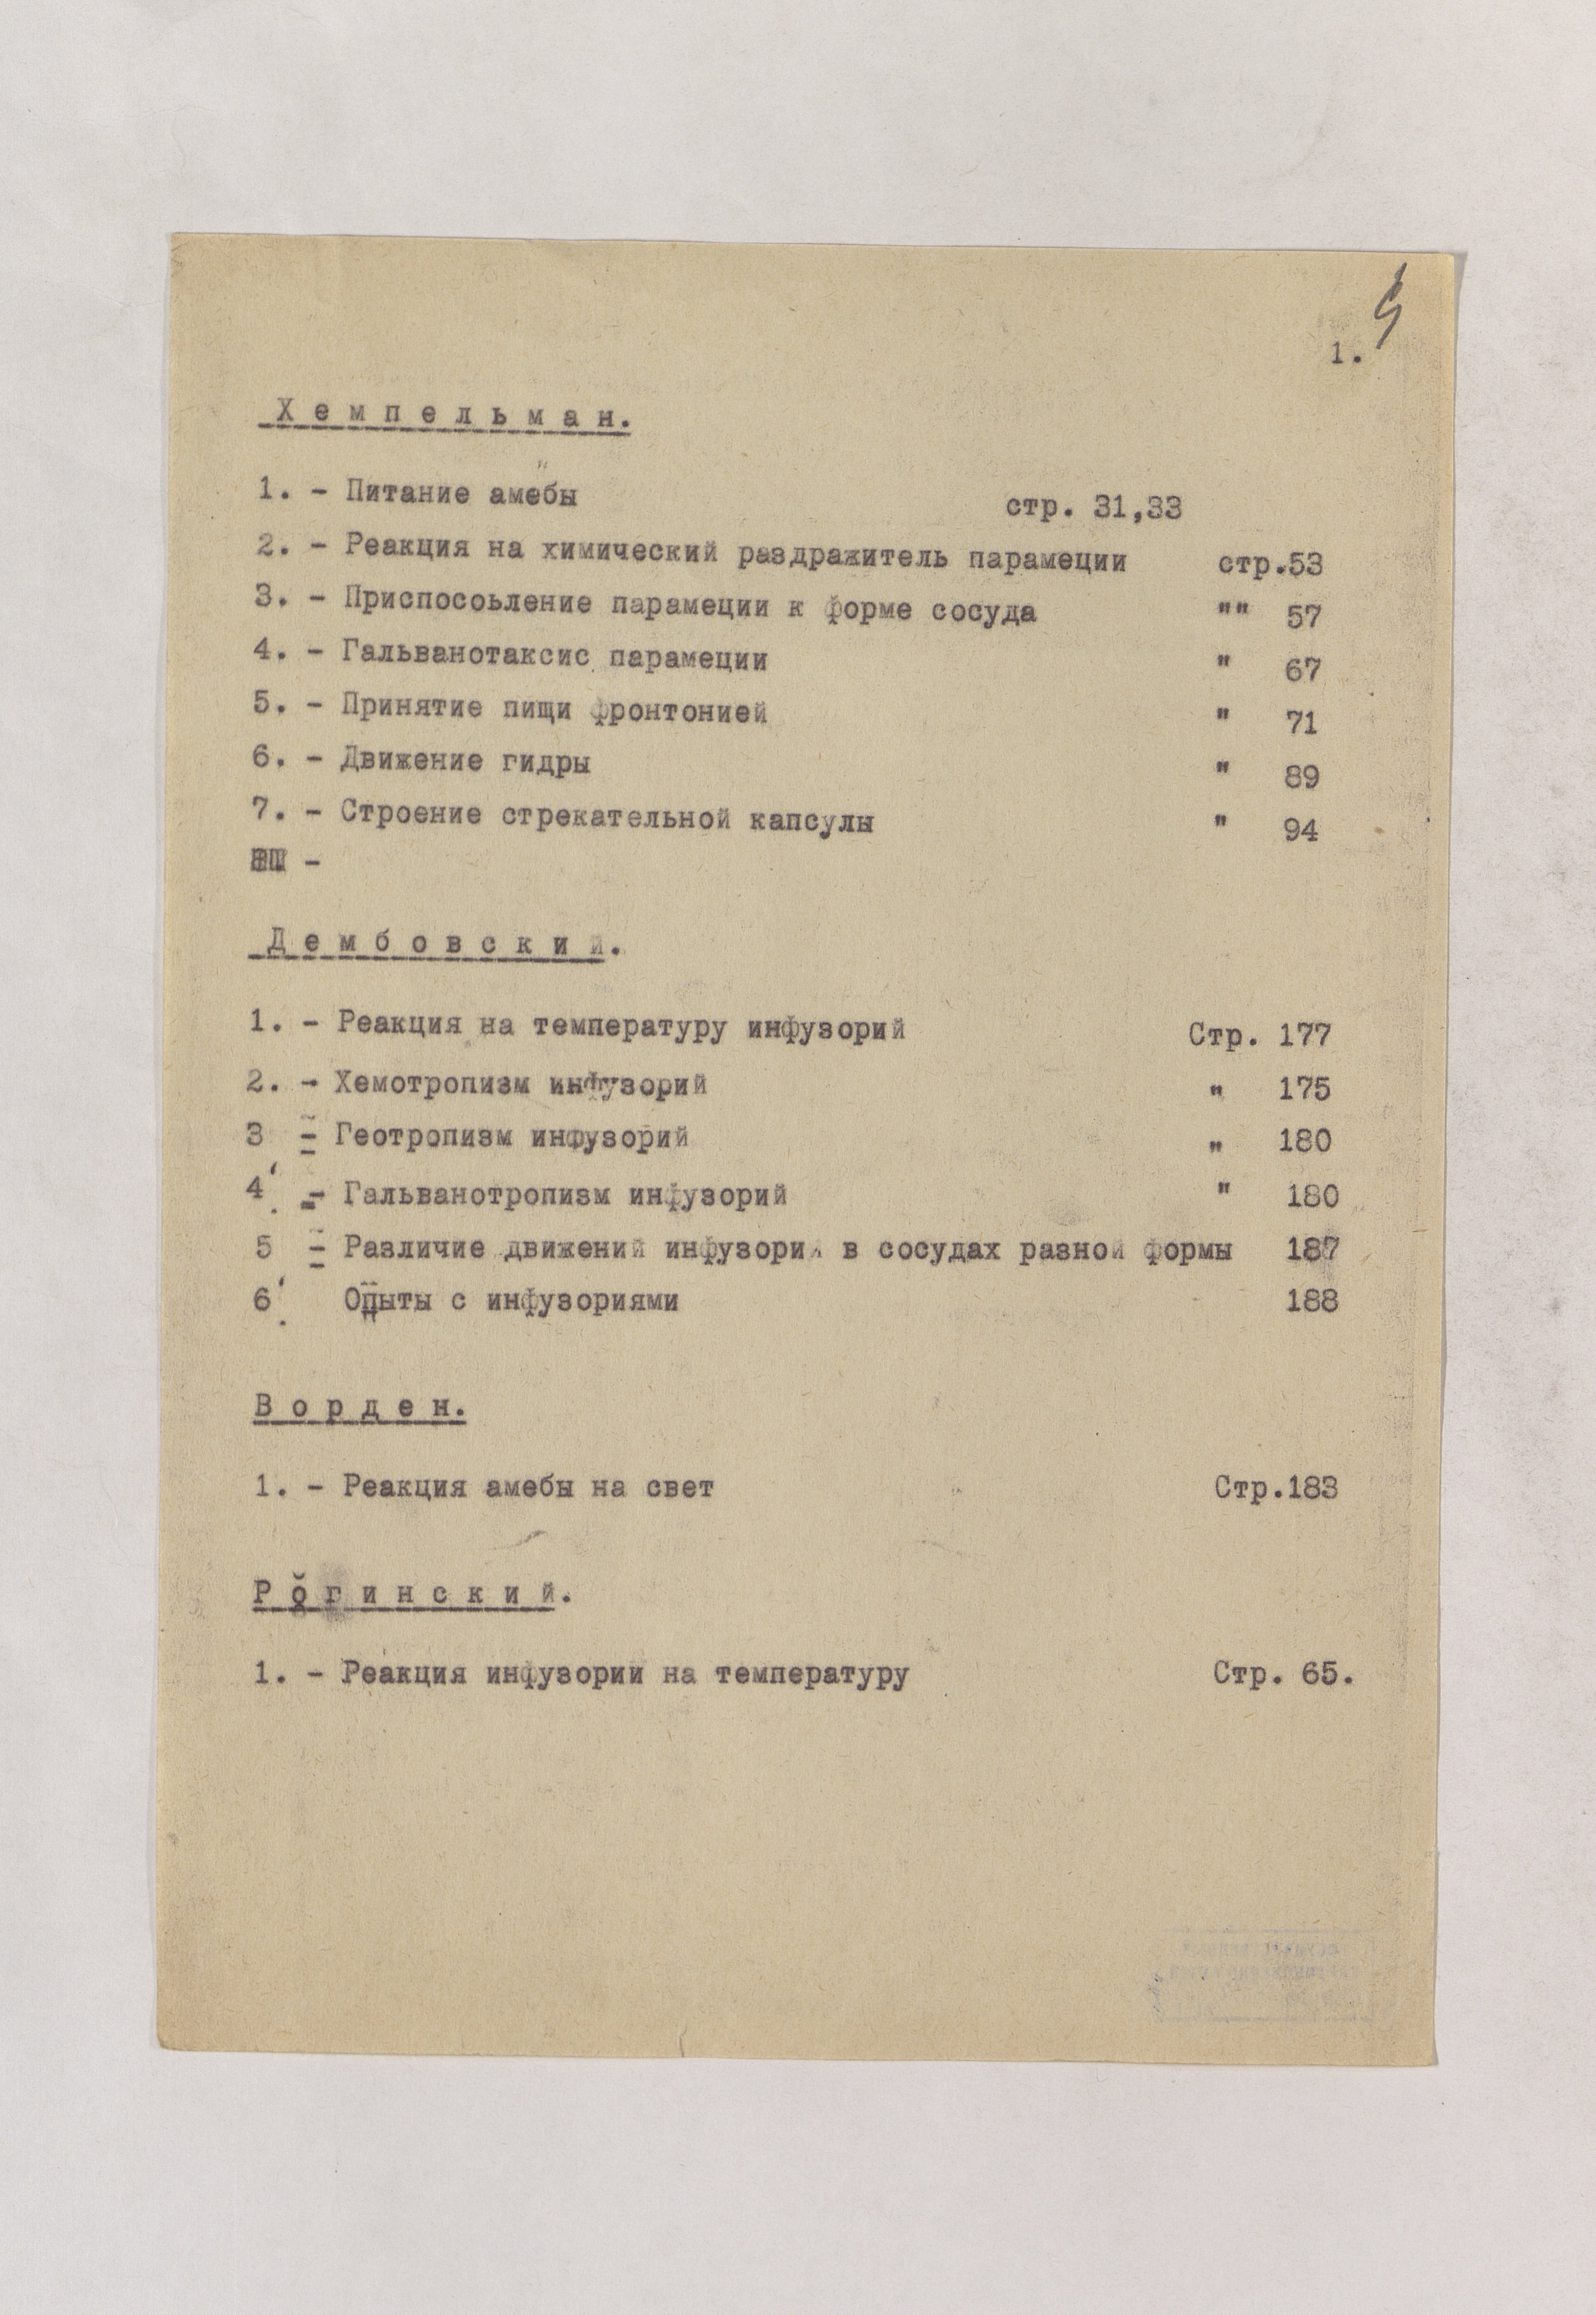 1.
Хемпельман.
1. - Питание амебы стр. 31,33
2. - Реакция на химический раздражитель парамеции стр.53
3. - Приспосоьление парамеции к форме сосуда "" 57
4. - Гальванотаксис парамеции " 67
5. - Принятие пищи фронтонией " 71
6. - Движение гидры " 89
7. - Строение стрекательной капсулы " 94
-
Дембовский.
1. - Реакция на температуру инфузорий Стр. 177
2. - Хемотропизм инфузорий " 175
3 - Геотропизм инфузорий " 180
4. - Гальванотропизм инфузорий " 180
5 - Различие движений инфузорий в сосудах разной формы 187
6. Опыты с инфузориями 188
Ворден.
1. - Реакция амебы на свет Стр.183
Рогинский.
1. - Реакция инфузории на температуру Стр. 65.